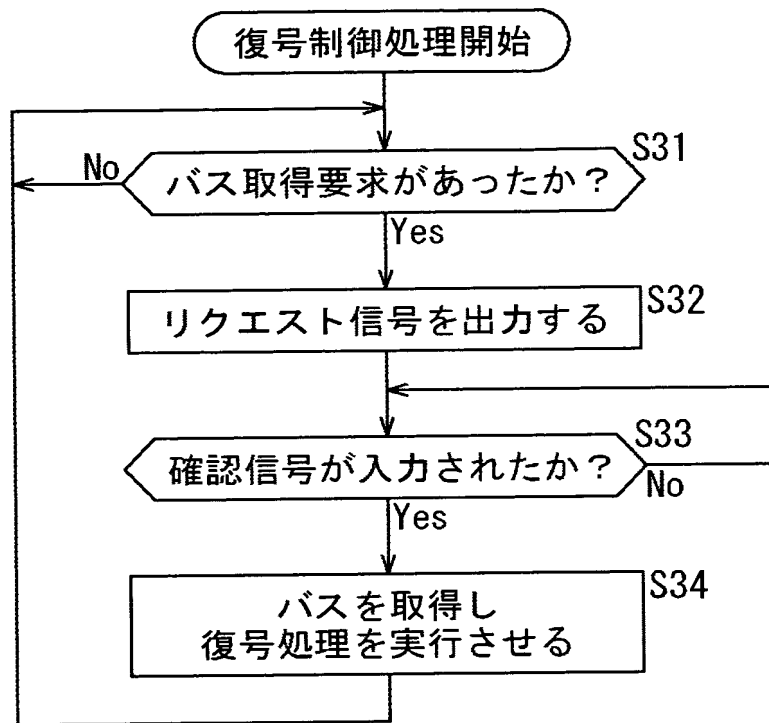 復号制御処理開始
S31
No
バス取得要求があったか?
Yes
S32
リクエスト信号を出力する
S33
確認信号が入力されたか?
No
Yes
S34
バスを取得し
復号処理を実行させる